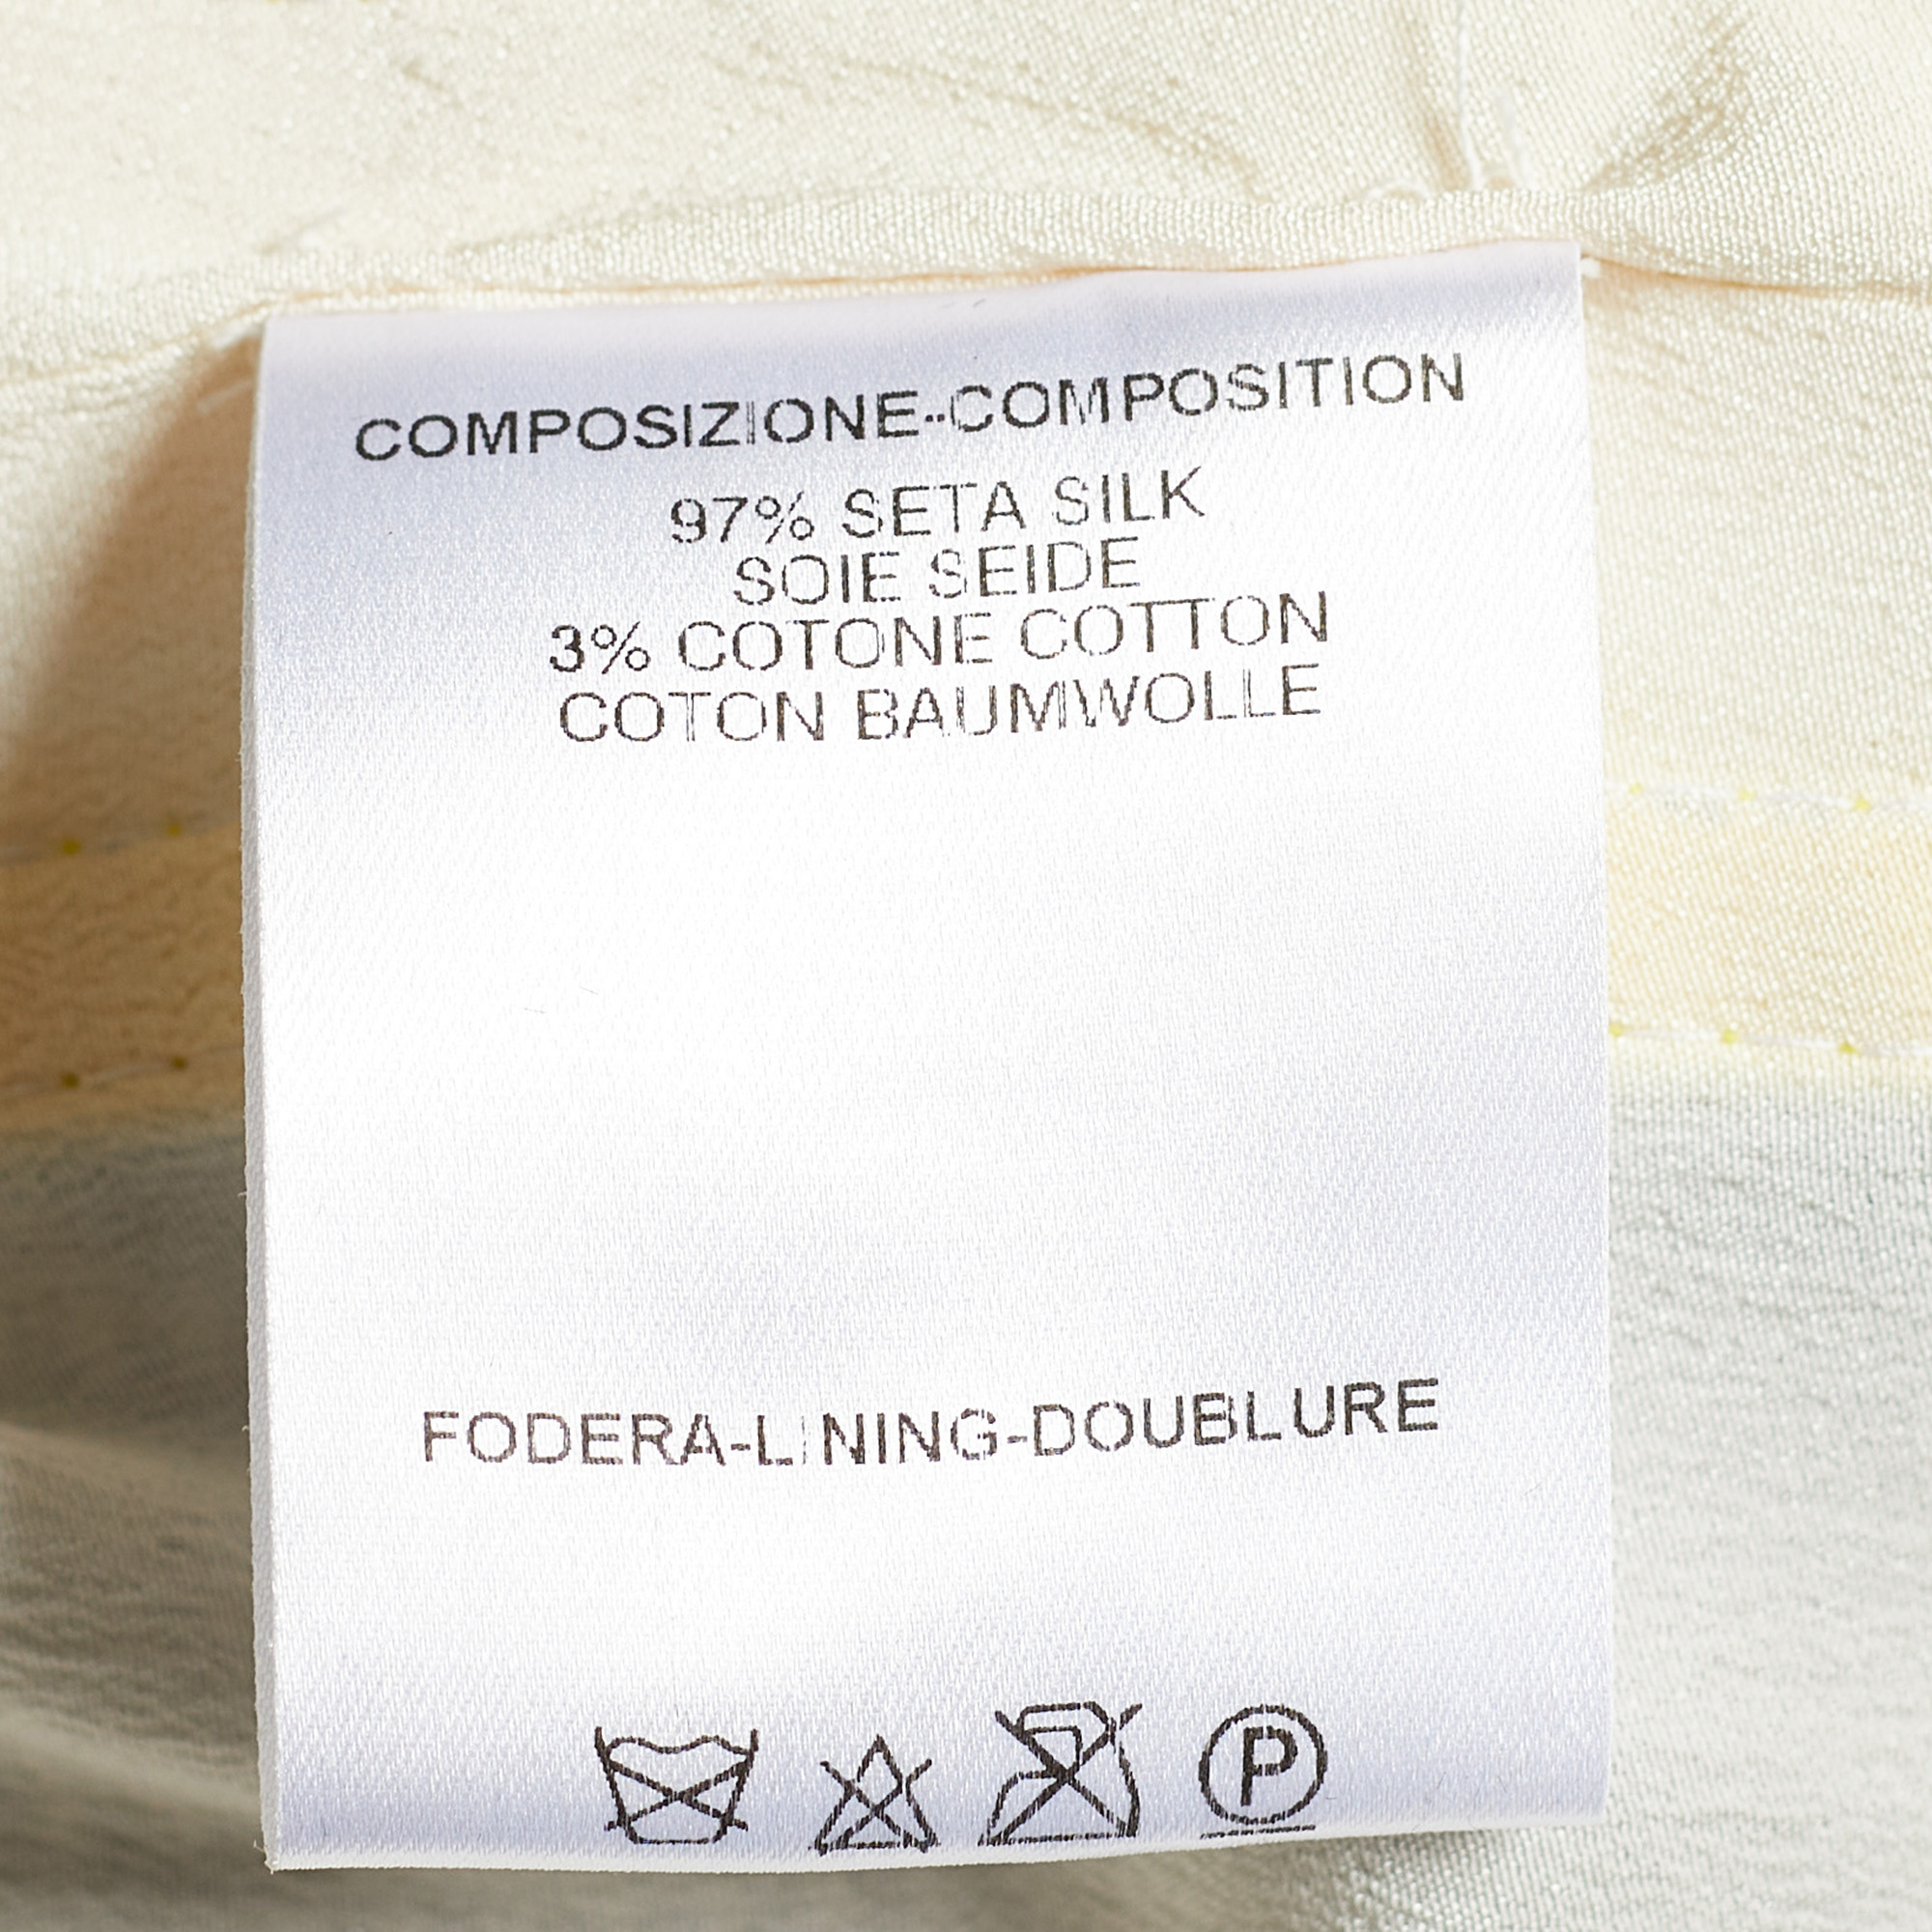 COMPOSIZIONE-COMPOSITION
97% SETA SILK
SOIE SEIDE
3% COTONE COTTON
COTON BAUMWOLLE
FODERA-LINING-DOUBLURE
P